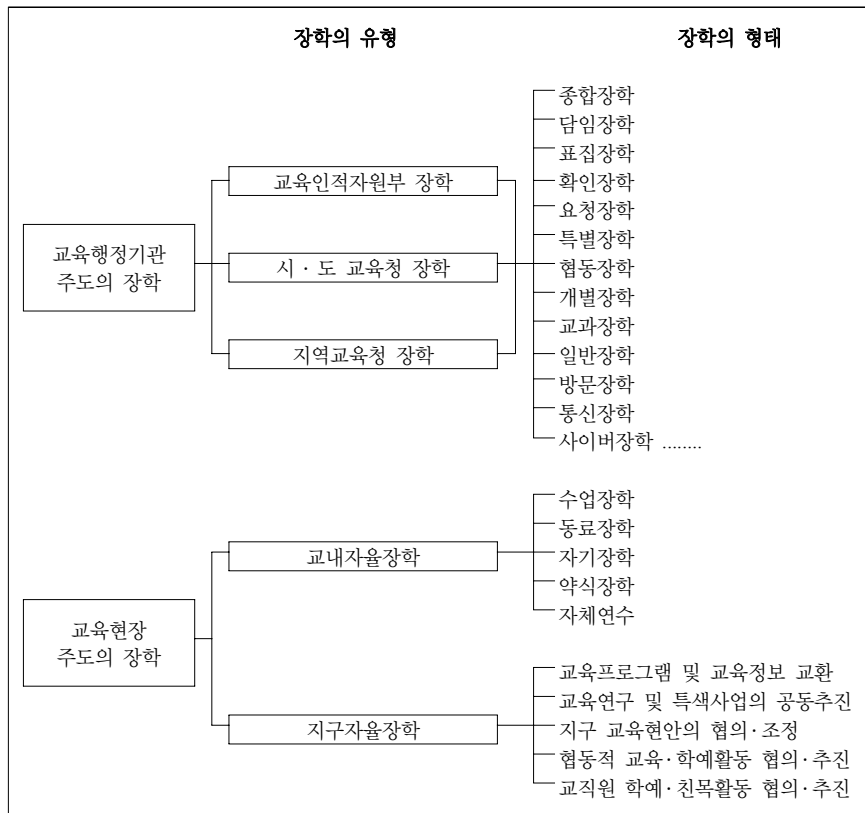 장학의 유형
장학의 형태
교육행정기관
주도의 장학
교육인적자원부 장학
시·도 교육청 장학
지역교육청 장학
종합장학
담임장학
표집장학
확인장학
요청장학
특별장학
협동장학
개별장학
교과장학
일반장학
방문장학
통신장학
사이버장학 ........
교육현장
주도의 장학
교내자율장학
수업장학
동료장학
자기장학
약식장학
자체연수
지구자율장학
교육프로그램 및 교육정보 교환
교육연구 및 특색사업의 공동추진
지구 교육현안의 협의·조정
협동적 교육·학예활동 협의·추진
교직원 학예·친목활동 협의·추진